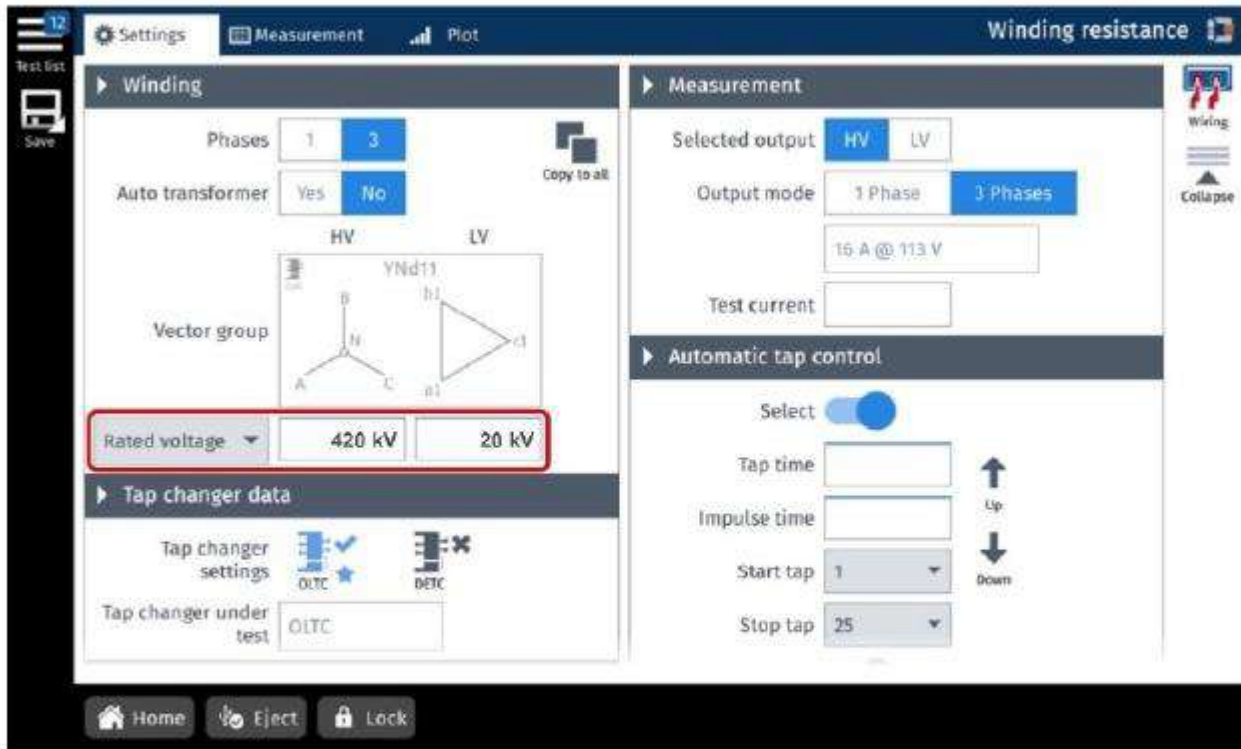 12
Test list
Save
Settings
Measurement
Plot
Winding resistance
Winding
Phases 1 3
Copy to all
Auto transformer Yes No
HV LV
YNd11
Vector group
B
N
A C
b1
c1
a1
Rated voltage 420 kV 20 kV
Tap changer data
Tap changer
settings
OLTC
DETC
Tap changer under
test
OLTC
Measurement
Selected output HV LV
Output mode 1 Phase 3 Phases
16 A @ 113 V
Test current
Automatic tap control
Select
Tap time
Impulse time
Up
Down
Start tap 1
Stop tap 25
Wiring
Collapse
Home Eject Lock